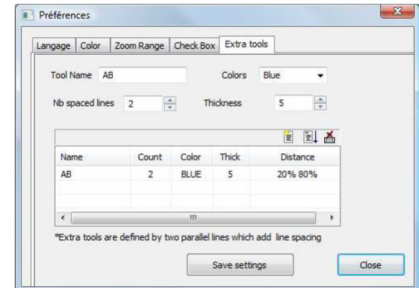 Préférences
Langage Color Zoom Range Check Box Extra tools
Tool Name AB Colors Blue
Nb spaced lines 2 Thickness 5
Name Count Color Thick Distance
AB 2 BLUE 5 20% 80%
*Extra tools are defined by two parallel lines which add line spacing
Save settings Close